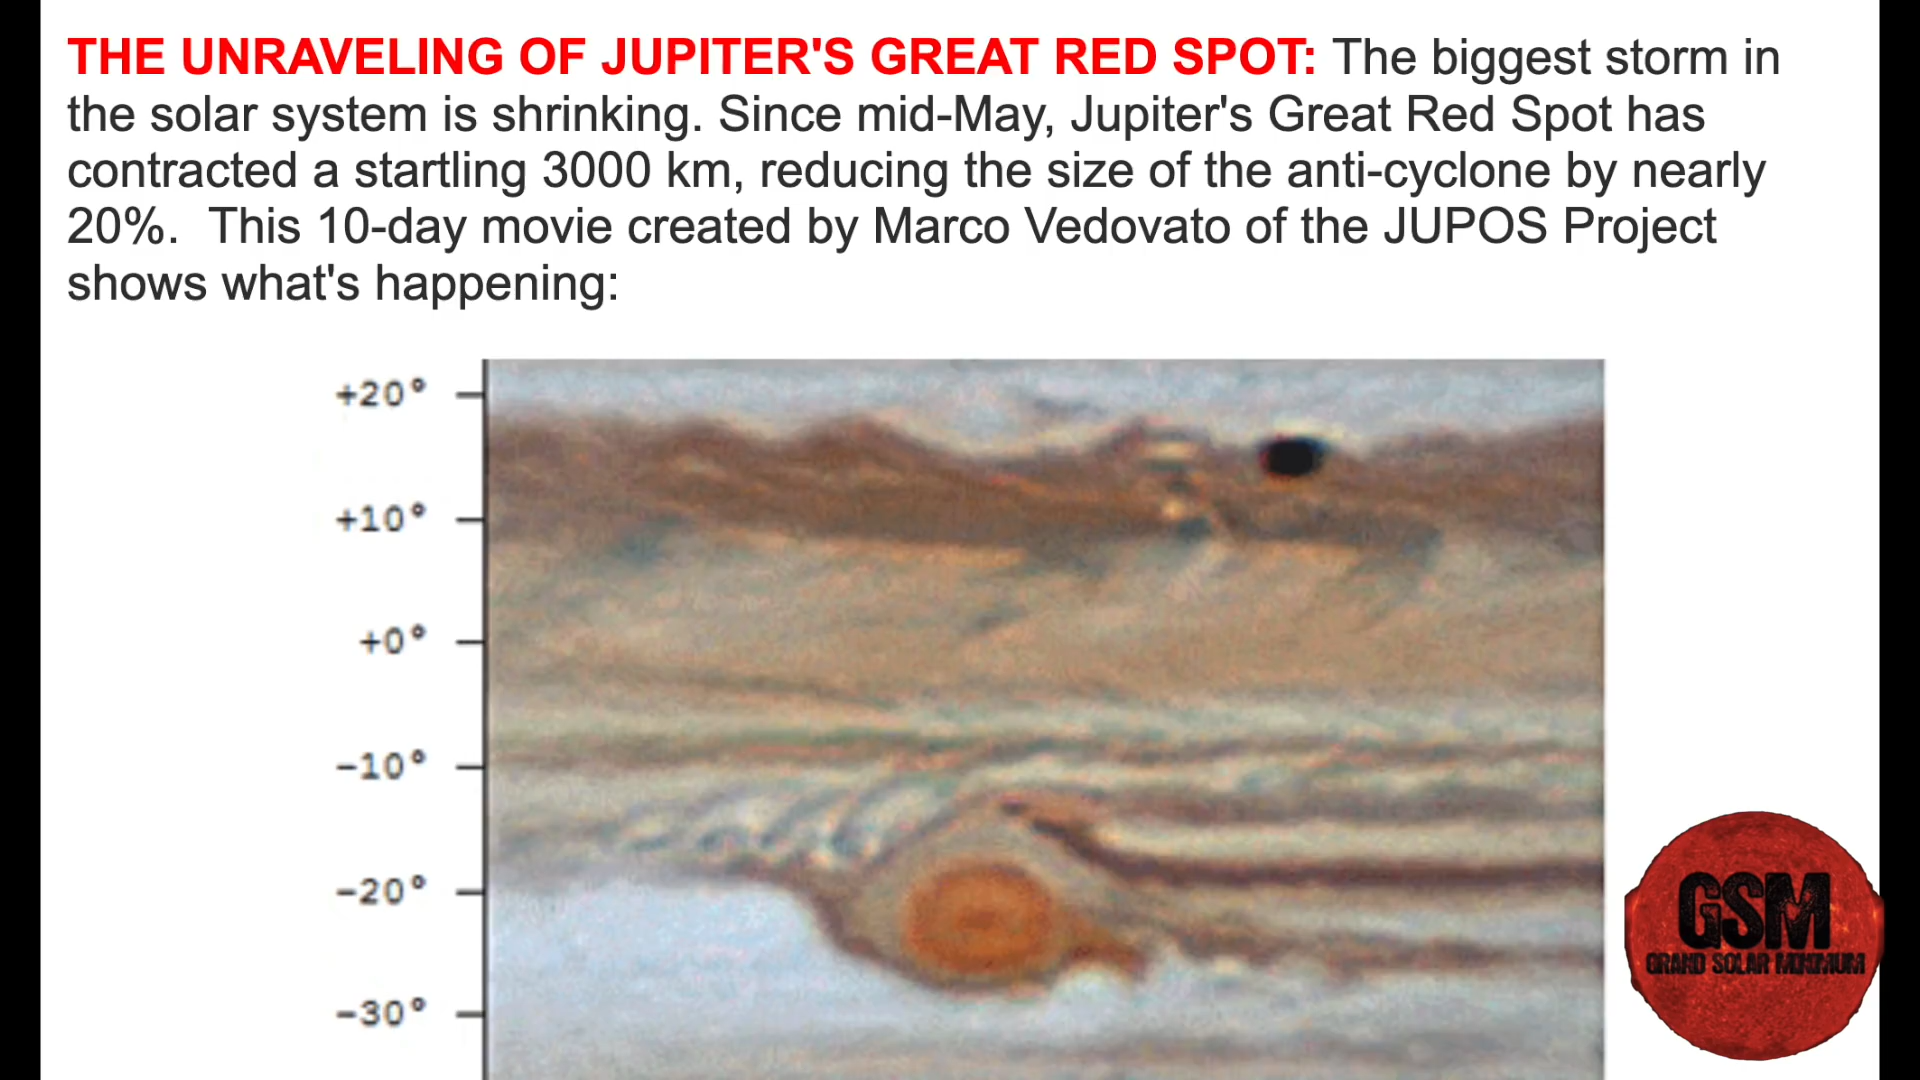 THE UNRAVELING OF JUPITER'S GREAT RED SPOT: The biggest storm in
the solar system is shrinking. Since mid-May, Jupiter's Great Red Spot has
contracted a startling 3000 km, reducing the size of the anti-cyclone by nearly
20%.  This 10-day movie created by Marco Vedovato of the JUPOS Project
shows what's happening:
+20°
+10°
+0°
-10°
-20°
-30°
GSM
GRAND SOLAR MINIMUM